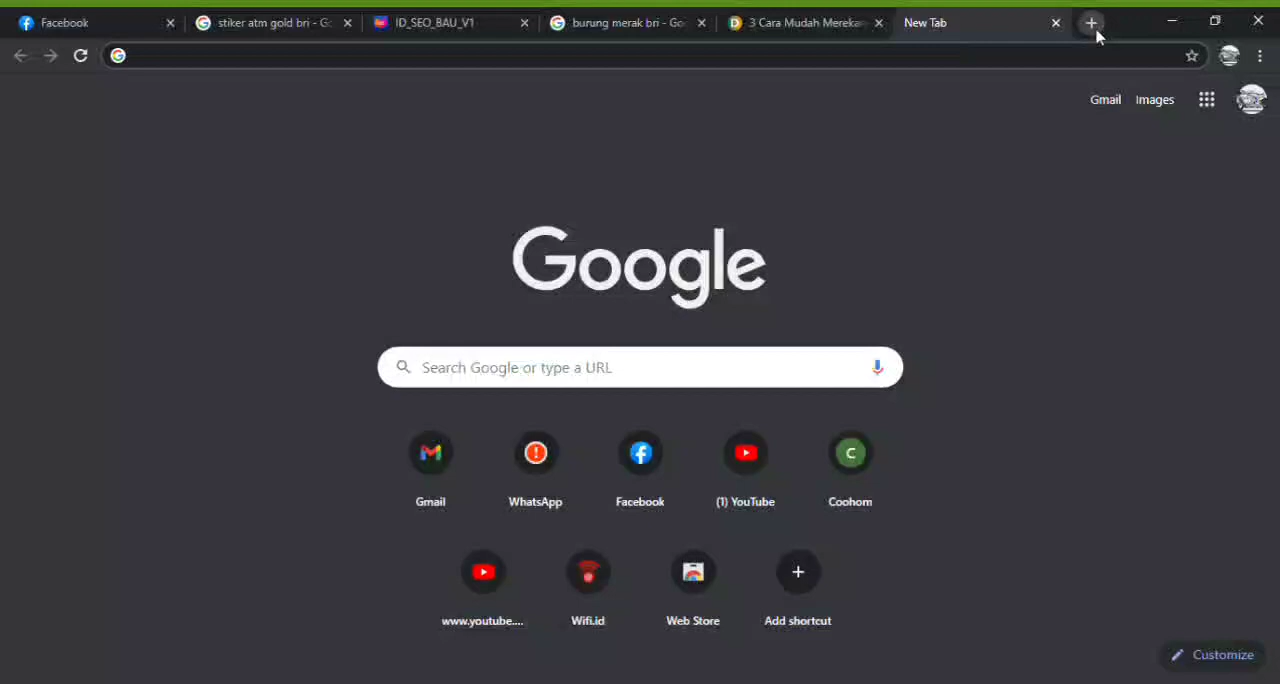 Facebook
stiker atm gold bri - Go
ID_SEO_BAU_V1
burung merak bri - Go
3 Cara Mudah Mereka
New Tab
Gmail
Images
Google
Search Google or type a URL
Gmail
WhatsApp
Facebook
(1) YouTube
C
Coohom
www.youtube....
Wifi.id
Web Store
Add shortcut
Customize